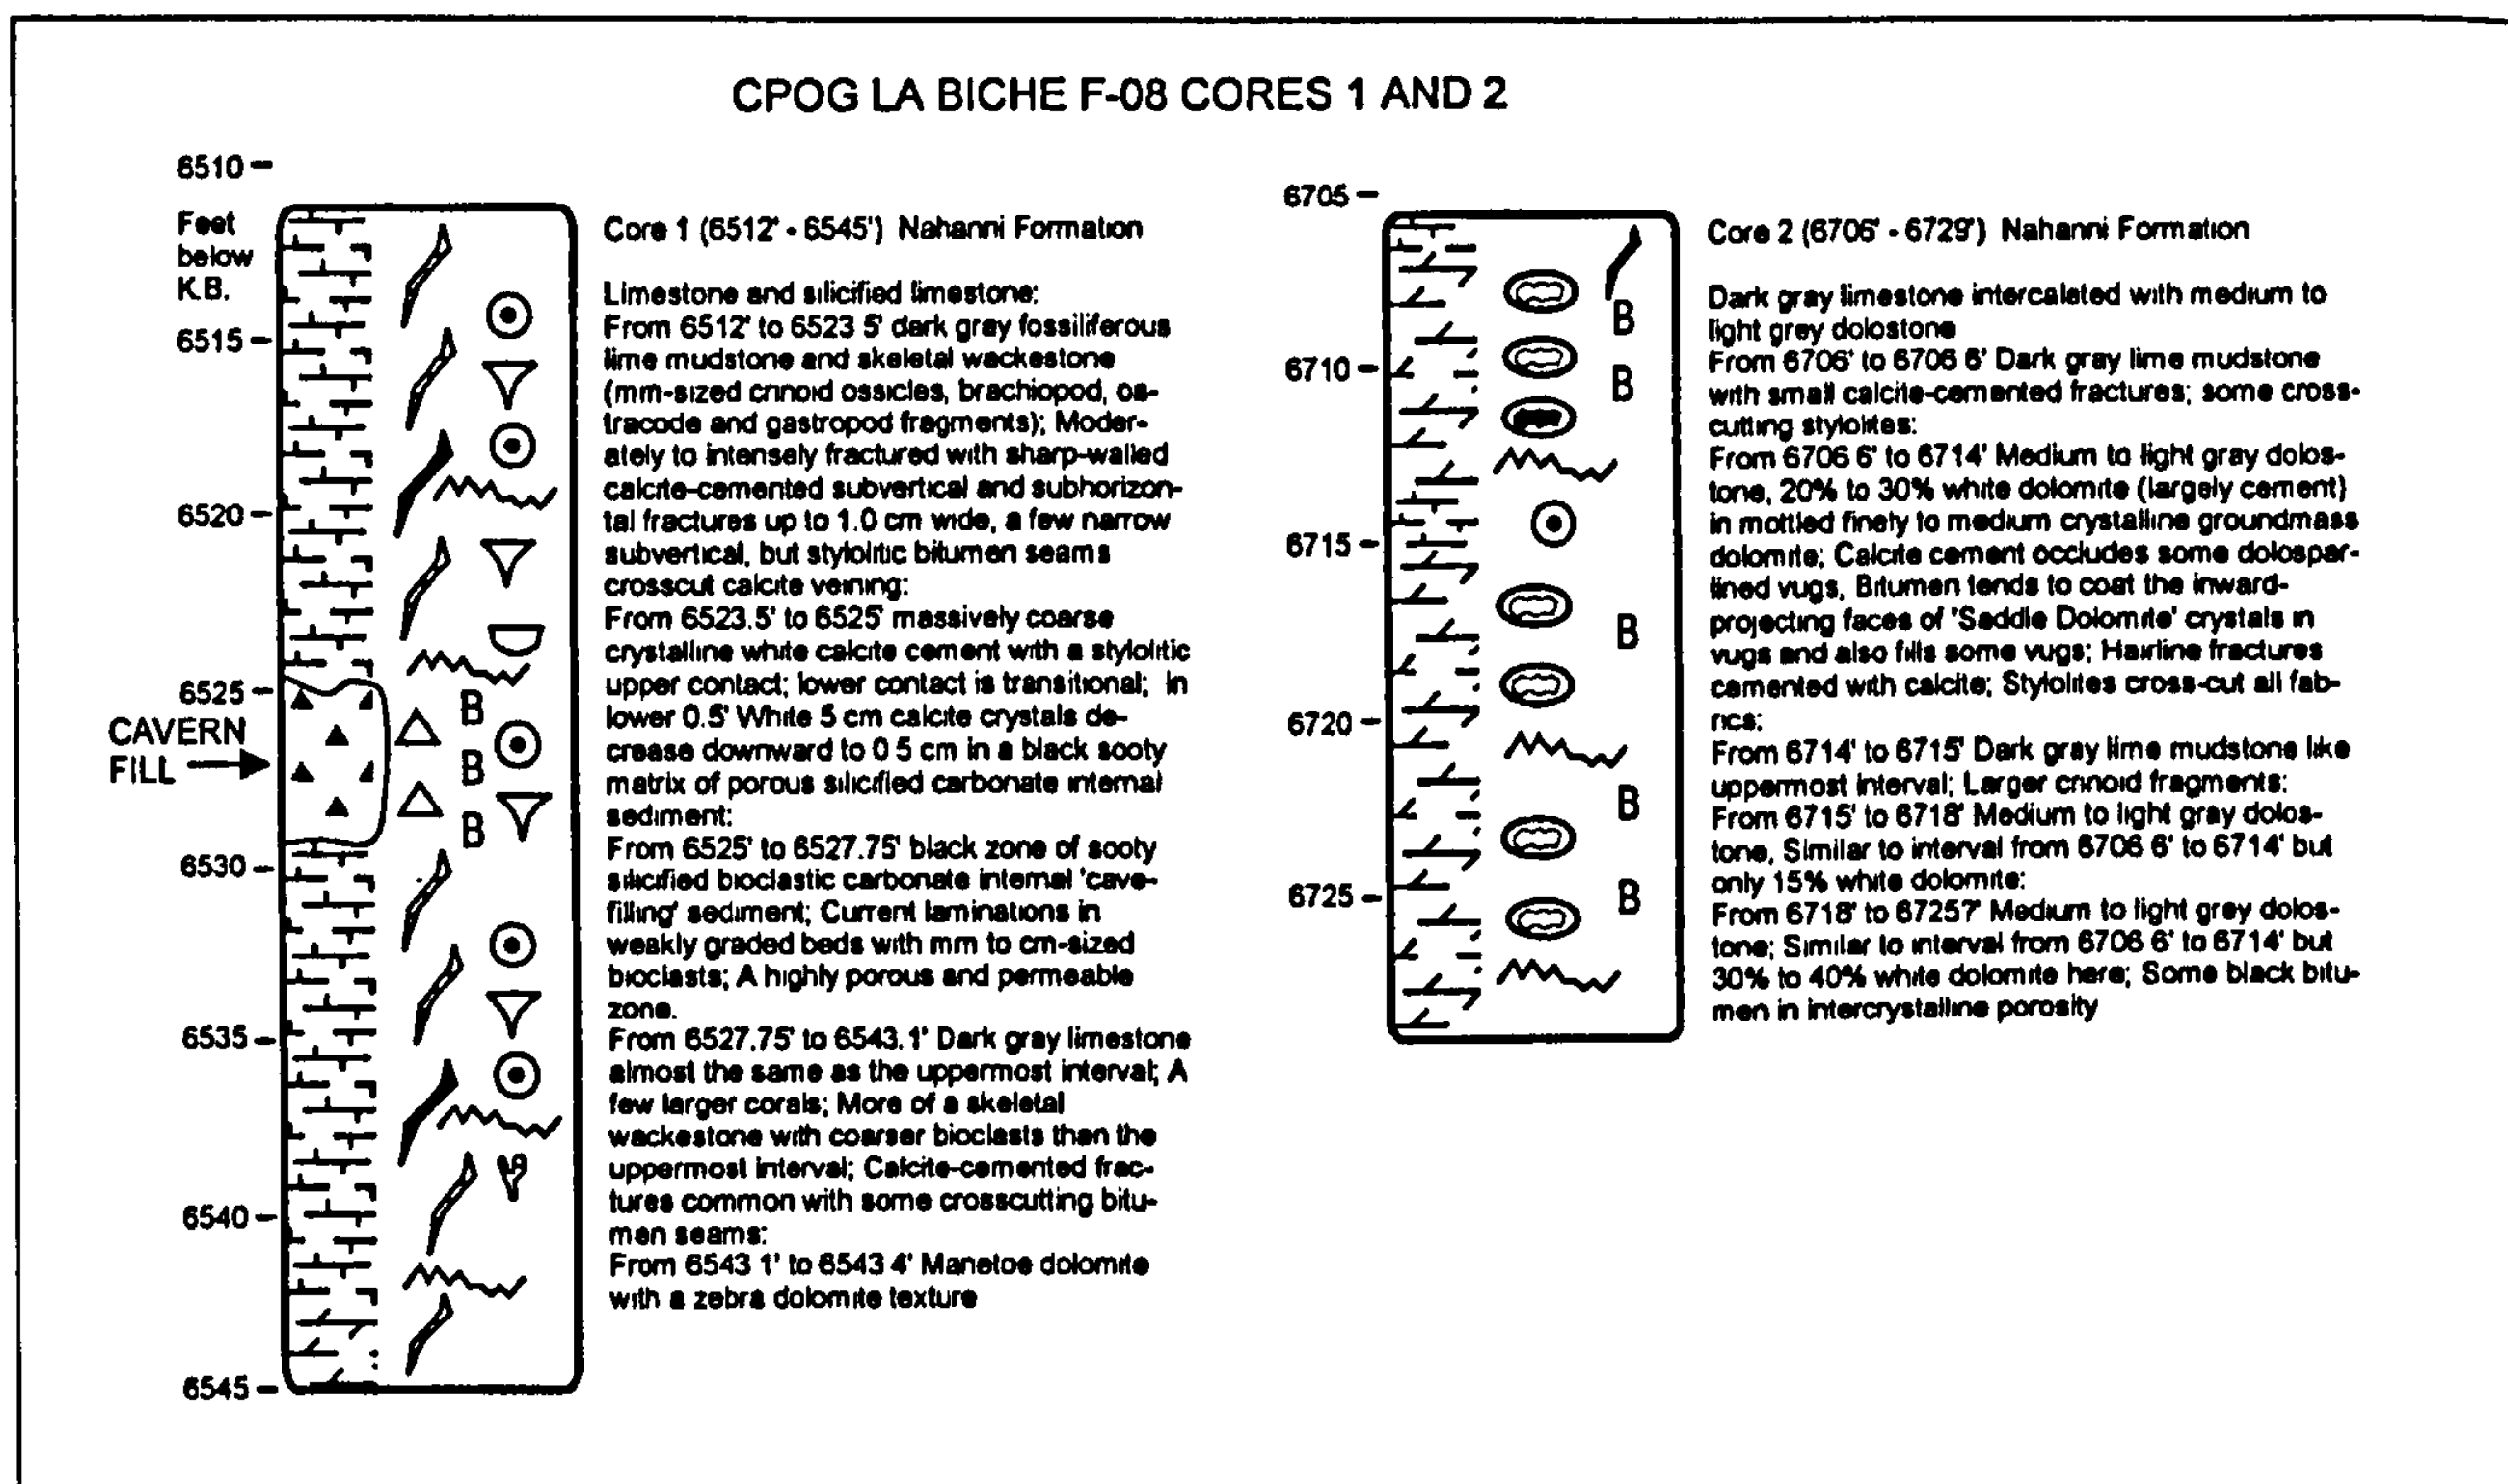 CPOG LA BICHE F-08 CORES 1 AND 2
6510
Feet
below
K.B.
6515
6520
6525
CAVERN
FILL
6530
6535
6540
6545
Core 1 (6512' - 6545') Nahanni Formation
Limestone and silicified limestone:
From 6512' to 6523 5' dark gray fossiliferous
lime mudstone and skeletal wackestone
(mm-sized crinoid ossicles, brachiopod, os-
tracode and gastropod fragments); Moder-
ately to intensely fractured with sharp-walled
calcite-cemented subvertical and subhorizon-
tal fractures up to 1.0 cm wide, a few narrow
subvertical, but stylolitic bitumen seams
crosscut calcite veining:
From 6523.5' to 6525' massively coarse
crystalline white calcite cement with a stylolitic
upper contact; lower contact is transitional; In
lower 0.5' White 5 cm calcite crystals de-
crease downward to 0 5 cm in a black sooty
matrix of porous silicified carbonate internal
sediment:
From 6525' to 6527.75' black zone of sooty
silicified bioclastic carbonate internal 'cave-
filling' sediment; Current laminations in
weakly graded beds with mm to cm-sized
bioclasts; A highly porous and permeable
zone.
From 6527.75' to 6543.1' Dark gray limestone
almost the same as the uppermost interval; A
few larger corals; More of a skeletal
wackestone with coarser bioclasts than the
uppermost interval; Calcite-cemented frac-
tures common with some crosscutting bitu-
men seams:
From 6543 1' to 6543 4' Manetoe dolomite
with a zebra dolomite texture
B
B
B
6705
6710
6715
6720
6725
B
B
B
B
B
Core 2 (6706' - 6729') Nahanni Formation
Dark gray limestone intercalated with medium to
light grey dolostone
From 6706' to 6706 6' Dark gray lime mudstone
with small calcite-cemented fractures; some cross-
cutting stylolites:
From 6706 6' to 6714' Medium to light gray dolos-
tone, 20% to 30% white dolomite (largely cement)
in mottled finely to medium crystalline groundmass
dolomite; Calcite cement occludes some dolospar-
lined vugs, Bitumen tends to coat the inward-
projecting faces of 'Saddle Dolomite' crystals in
vugs and also fills some vugs; Hairline fractures
cemented with calcite; Stylolites cross-cut all fab-
rics:
From 6714' to 6715' Dark gray lime mudstone like
uppermost interval; Larger crinoid fragments:
From 6715' to 6718' Medium to light gray dolos-
tone, Similar to interval from 6706 6' to 6714' but
only 15% white dolomite:
From 6718' to 6725?' Medium to light grey dolos-
tone; Similar to interval from 6706 6' to 6714' but
30% to 40% white dolomite here; Some black bitu-
men in intercrystalline porosity